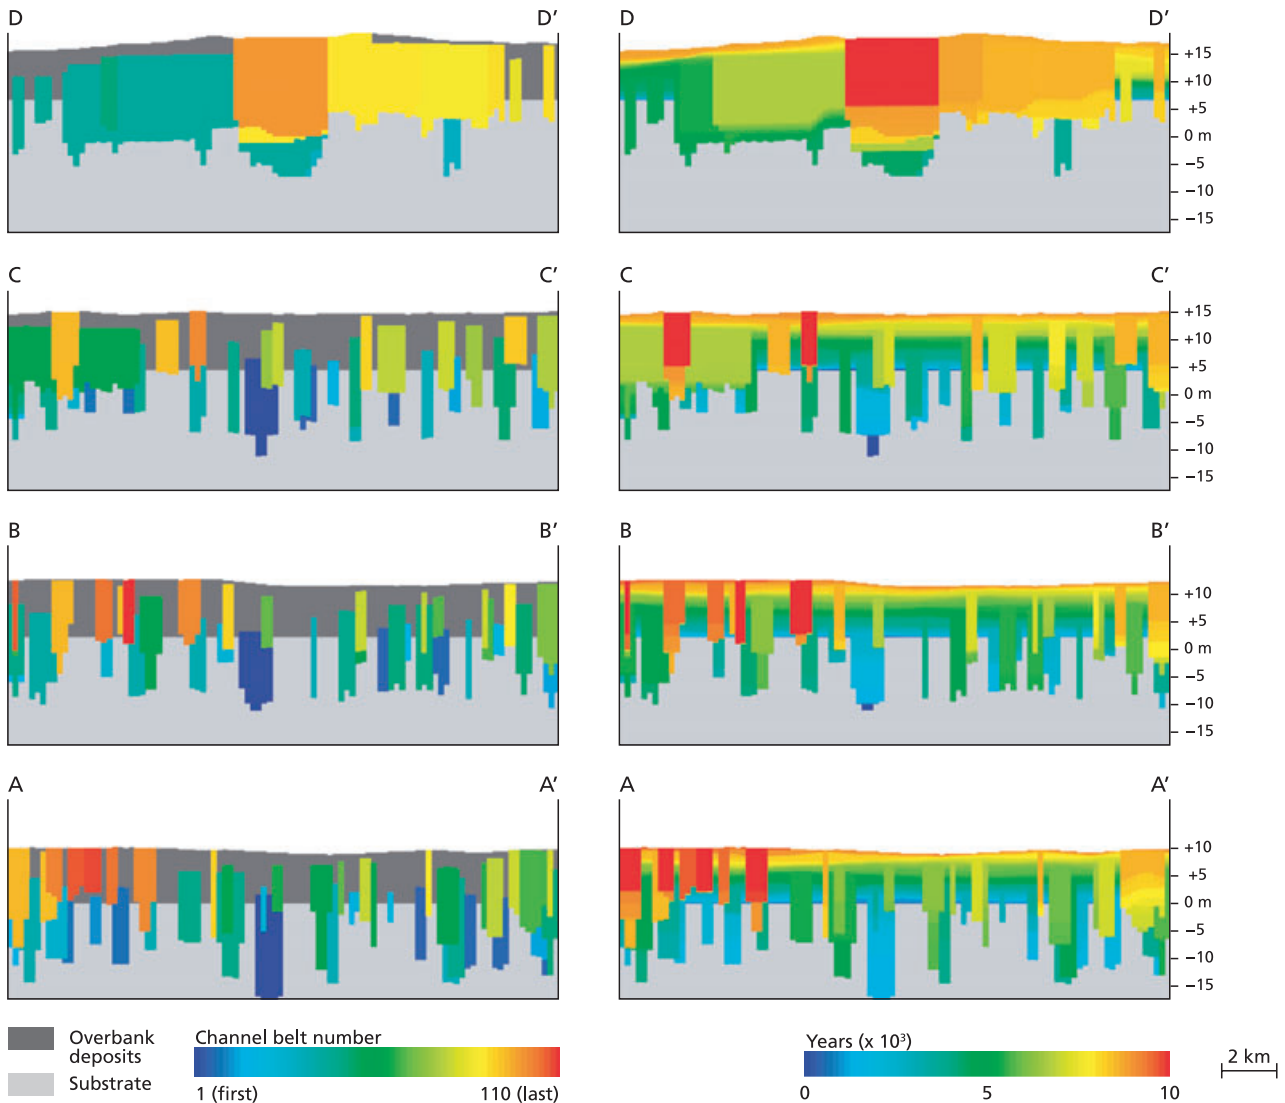 D D′ D D′
+15
+10
+5
0 m
−5
−10
−15
C C′ C C′
+15
+10
+5
0 m
−5
−10
−15
B B′ B B′
+10
+5
0 m
−5
−10
−15
A A′ A A′
+10
+5
0 m
−5
−10
−15
Overbank
deposits
Substrate
Channel belt number
1 (first) 110 (last)
Years (x 10³)
0 5 10
2 km